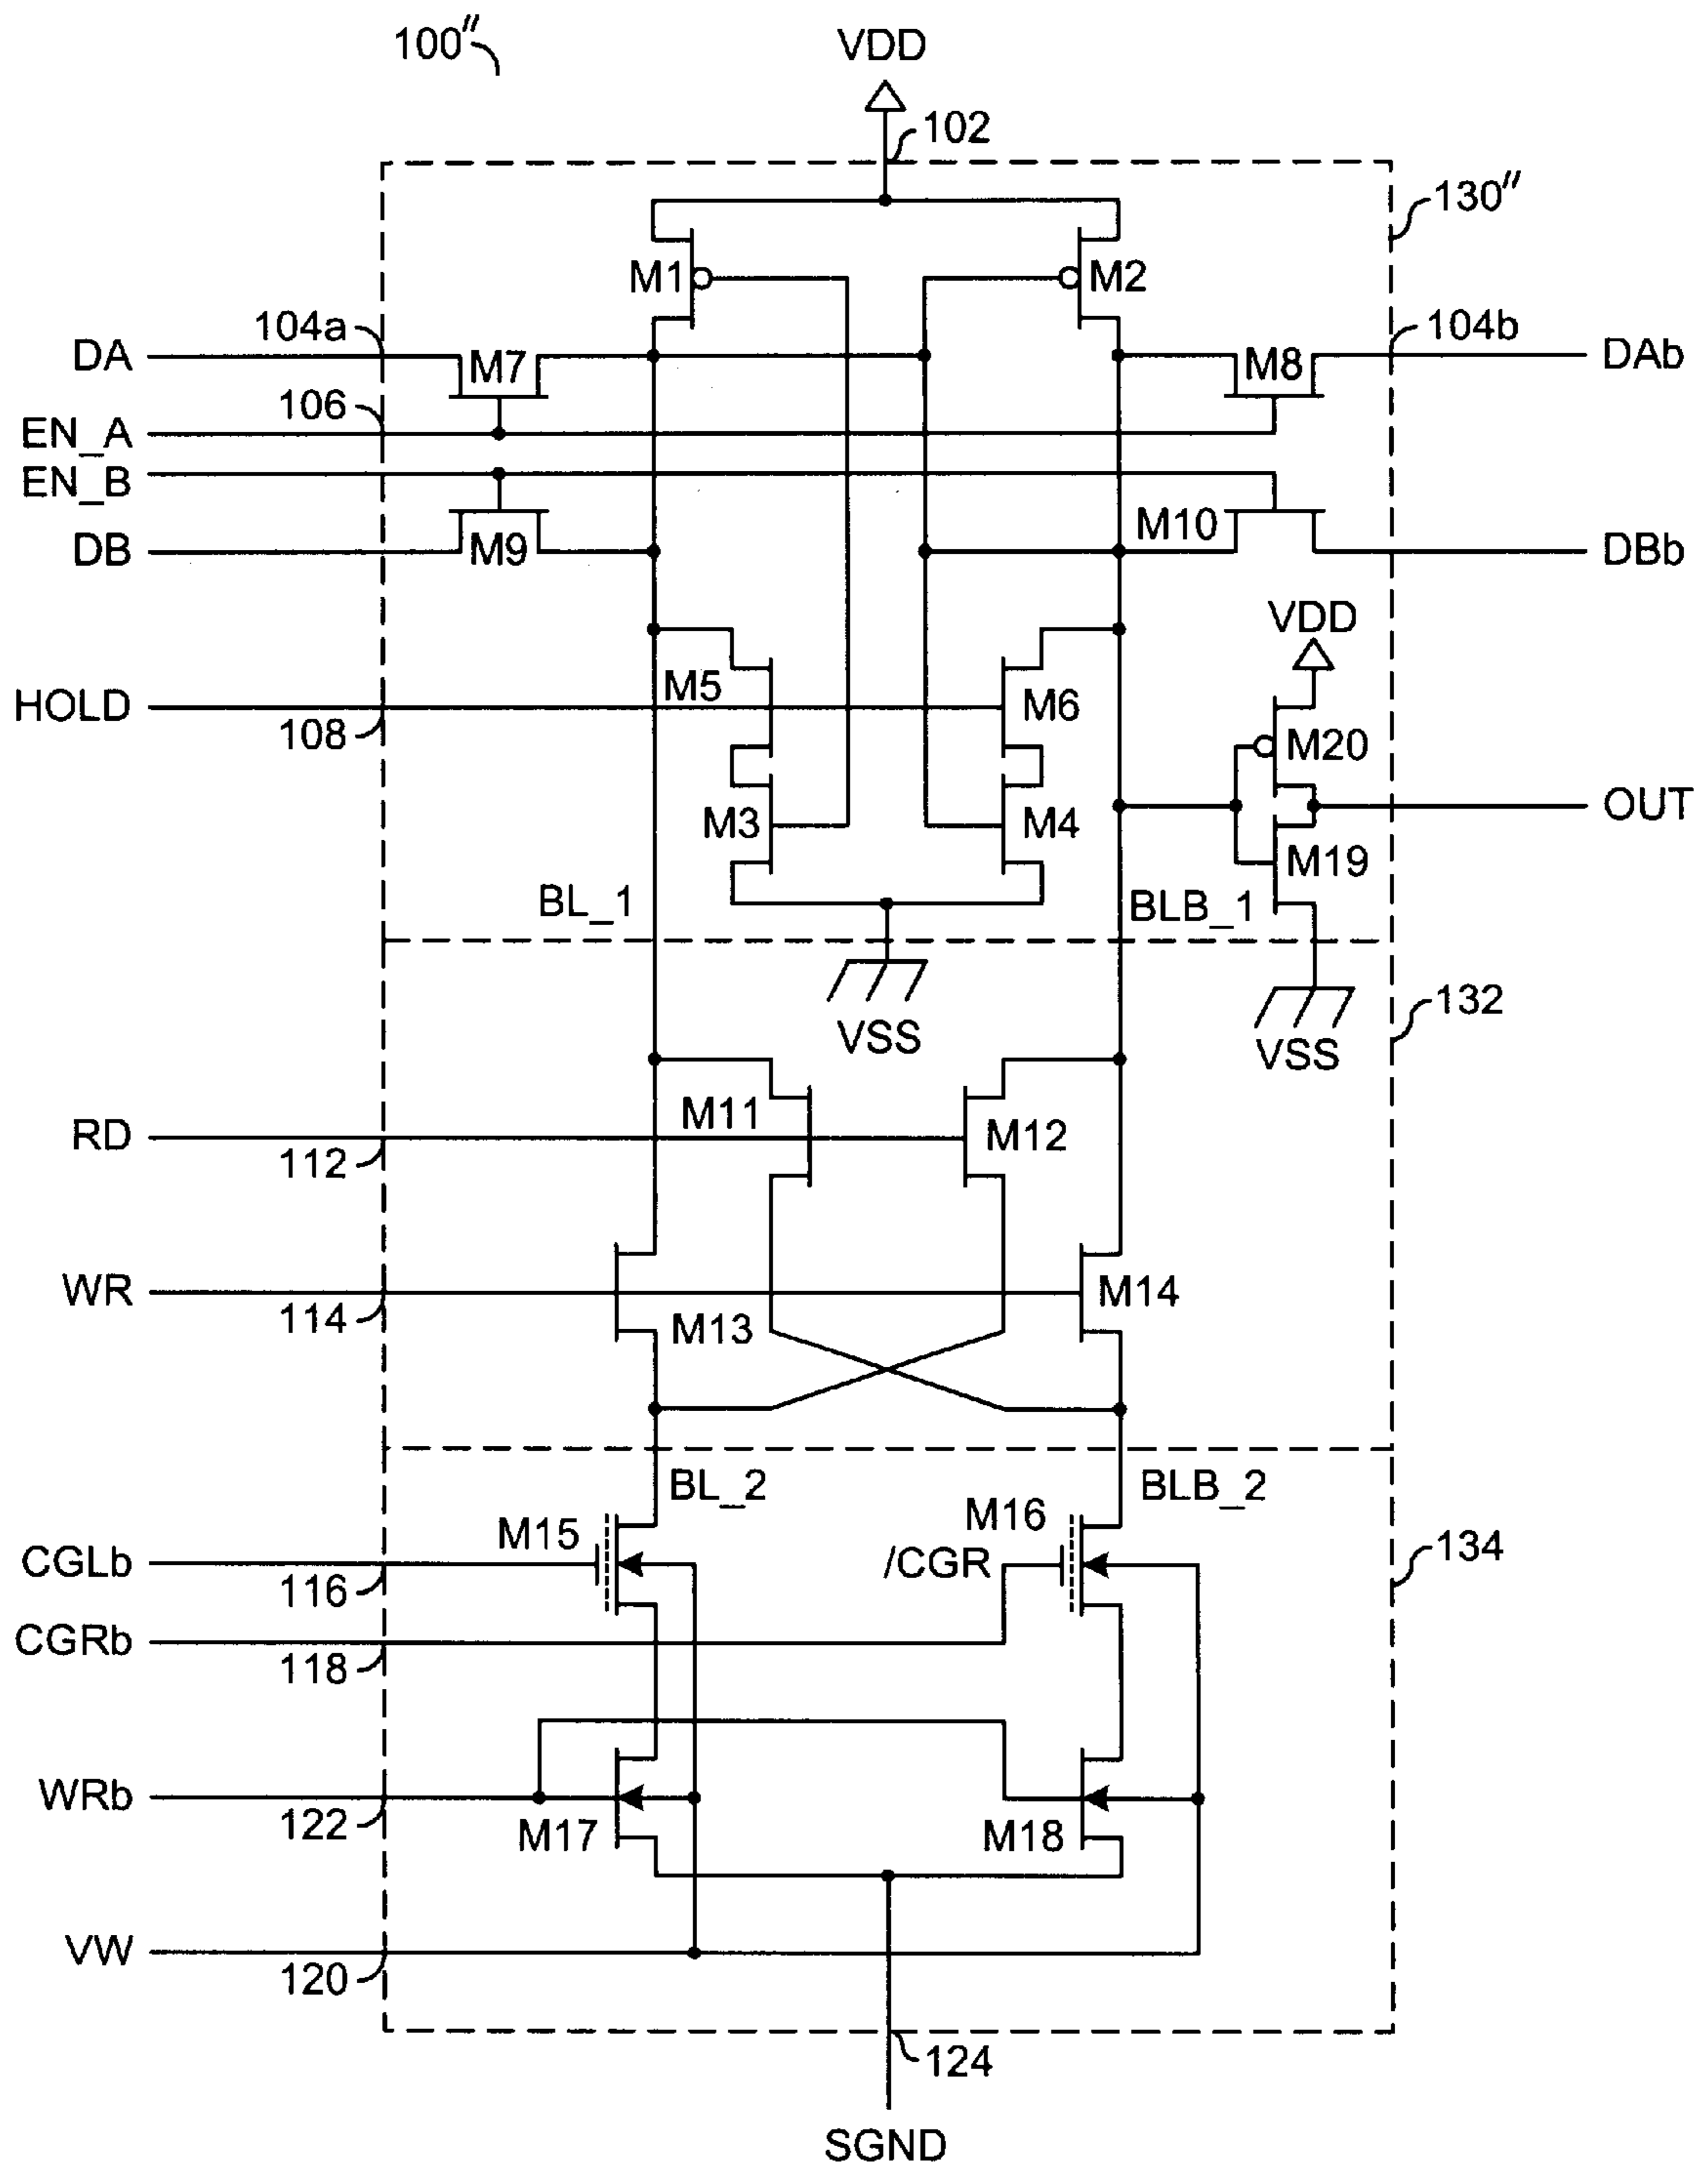 100″
VDD
102
130″
M1
M2
104a
104b
DA
M7
M8
DAb
106
EN_A
EN_B
M10
DB
M9
DBb
VDD
M5
HOLD
M6
108
M20
M3
M4
OUT
M19
BL_1
BLB_1
132
VSS
VSS
M11
RD
M12
112
WR
M14
114
M13
BL_2
BLB_2
M16
M15
134
CGLb
/CGR
116
CGRb
118
WRb
122
M17
M18
VW
120
124
SGND